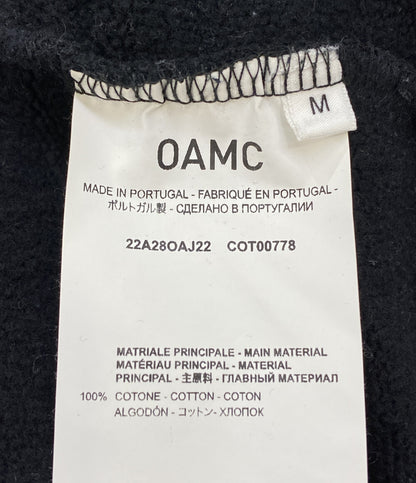 M
OAMC
MADE IN PORTUGAL - FABRIQUÉ EN PORTUGAL -
ポルトガル製 - СДЕЛАНО В ПОРТУГАЛИИ
22A28OAJ22 COT00778
MATRIALE PRINCIPALE - MAIN MATERIAL
MATÉRIAU PRINCIPAL - MATERIAL
PRINCIPAL - 主原料 - ГЛАВНЫЙ МАТЕРИАЛ
100% COTONE - COTTON - COTON
ALGODÓN - コットン- ХЛОПОК